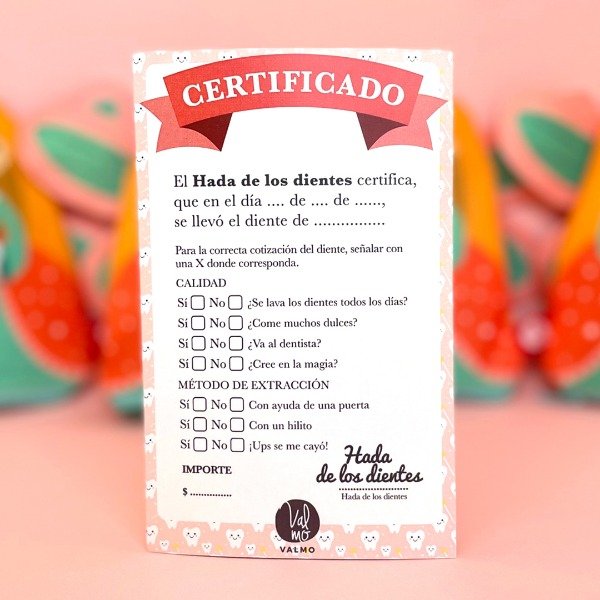 CERTIFICADO
El Hada de los dientes certifica,
que en el día .... de .... de ......,
se llevó el diente de ................
Para la correcta cotización del diente, señalar con
una X donde corresponda.
CALIDAD
Sí No ¿Se lava los dientes todos los días?
Sí No ¿Come muchos dulces?
Sí No ¿Va al dentista?
Sí No ¿Cree en la magia?
MÉTODO DE EXTRACCIÓN
Sí No Con ayuda de una puerta
Sí No Con un hilito
Sí No ¡Ups se me cayó!
IMPORTE
$ ...............
Hada
de los dientes
Hada de los dientes
Val
mo
VALMO